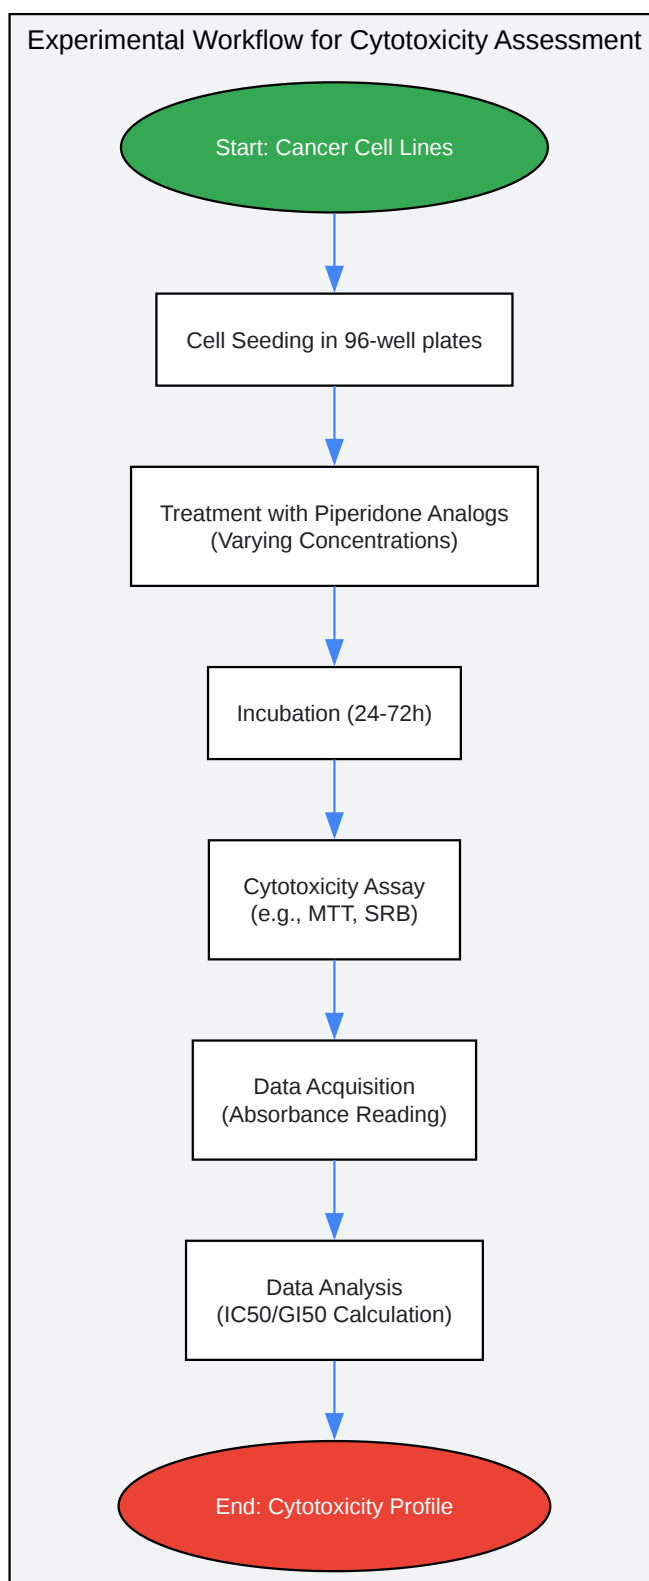 Experimental Workflow for Cytotoxicity Assessment
Start: Cancer Cell Lines
Cell Seeding in 96-well plates
Treatment with Piperidone Analogs
(Varying Concentrations)
Incubation (24-72h)
Cytotoxicity Assay
(e.g., MTT, SRB)
Data Acquisition
(Absorbance Reading)
Data Analysis
(IC50/GI50 Calculation)
End: Cytotoxicity Profile